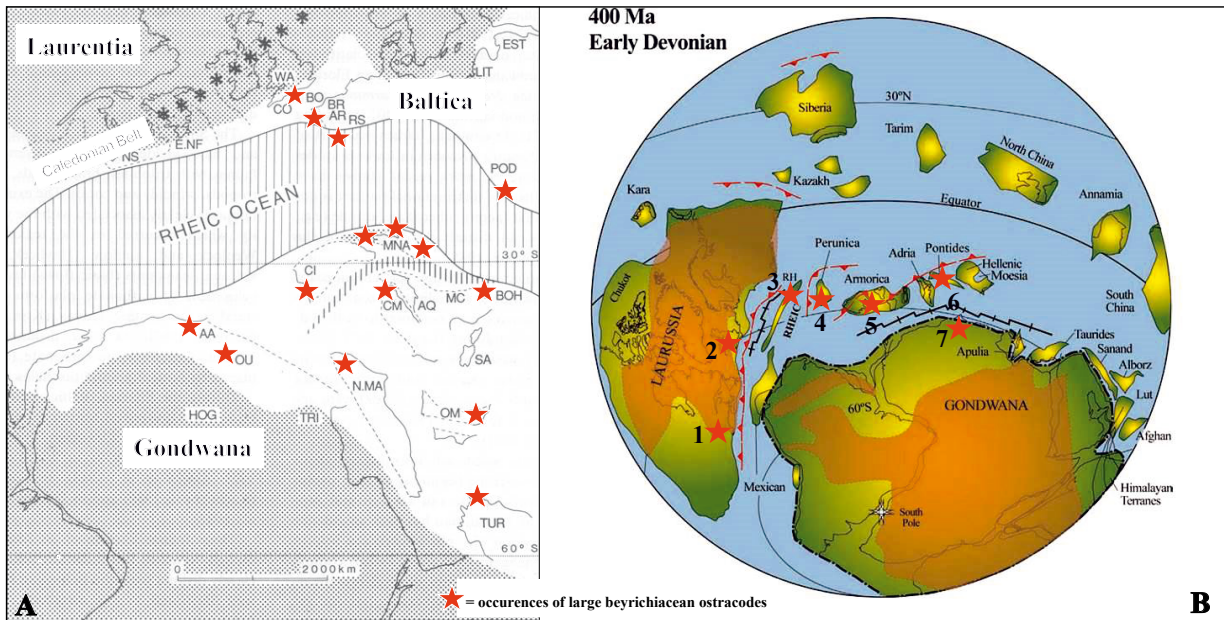 Laurentia
WA
CO
BO
BR
AR
RS
EST
LIT
Baltica
Caledonian Belt
NS
E.NF
RHEIC OCEAN
POD
MNA
30° S
CI
CM
AQ
MC
BOH
AA
OU
SA
N.MA
HOG
TRI
OM
Gondwana
TUR
60° S
0 2000km
A
= occurences of large beyrichiacean ostracodes
400 Ma
Early Devonian
30ºN
Siberia
Tarim
North China
Kazakh
Kara
Annamia
Equator
Perunica
Pontides
Adria
Hellenic
Moesia
Armorica
South
China
Chukot
RH
3
RHEIC
4
5
6
7
LAURUSSIA
2
1
Taurides
Apulia
Sanand
Alborz
Lut
Afghan
60ºS
GONDWANA
Mexican
South
Pole
Himalayan
Terranes
B